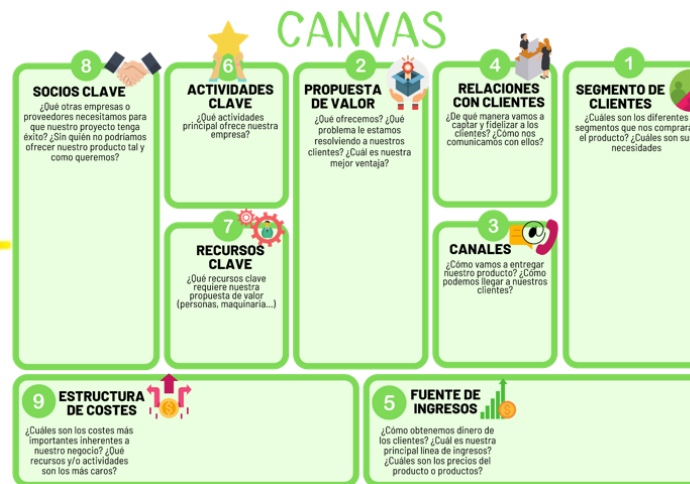 CANVAS
8
SOCIOS CLAVE
¿Qué otras empresas o
proveedores necesitamos para
que nuestro proyecto tenga
éxito? ¿Sin quién no podríamos
ofrecer nuestro producto tal y
como queremos?
6
ACTIVIDADES
CLAVE
¿Qué actividades
principal ofrece nuestra
empresa?
7
RECURSOS
CLAVE
¿Qué recursos clave
requiere nuestra
propuesta de valor
(personas, maquinaria...)
2
PROPUESTA
DE VALOR
¿Qué ofrecemos? ¿Qué
problema le estamos
resolviendo a nuestros
clientes? ¿Cuál es nuestra
mejor ventaja?
4
RELACIONES
CON CLIENTES
¿De qué manera vamos a
captar y fidelizar a los
clientes? ¿Cómo nos
comunicamos con ellos?
3
CANALES
¿Cómo vamos a entregar
nuestro producto? ¿Cómo
podemos llegar a nuestros
clientes?
1
SEGMENTO DE
CLIENTES
¿Cuáles son los diferentes
segmentos que nos comprara
el producto? ¿Cuáles son sus
necesidades
9
ESTRUCTURA
DE COSTES
¿Cuáles son los costes más
importantes inherentes a
nuestro negocio? ¿Qué
recursos y/o actividades
son los más caros?
5
FUENTE DE
INGRESOS
¿Cómo obtenemos dinero de
los clientes? ¿Cuál es nuestra
principal línea de ingresos?
¿Cuáles son los precios del
producto o productos?